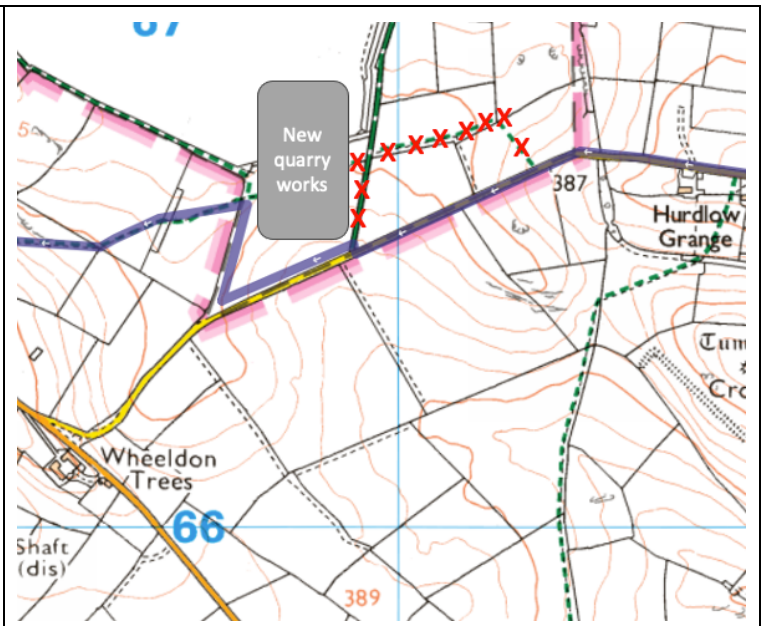 67
New
quarry
works
X X X X X X X X X X X
387
Hurdlow
Grange
Tum
Cro
Wheeldon
Trees
66
Shaft
(dis)
389